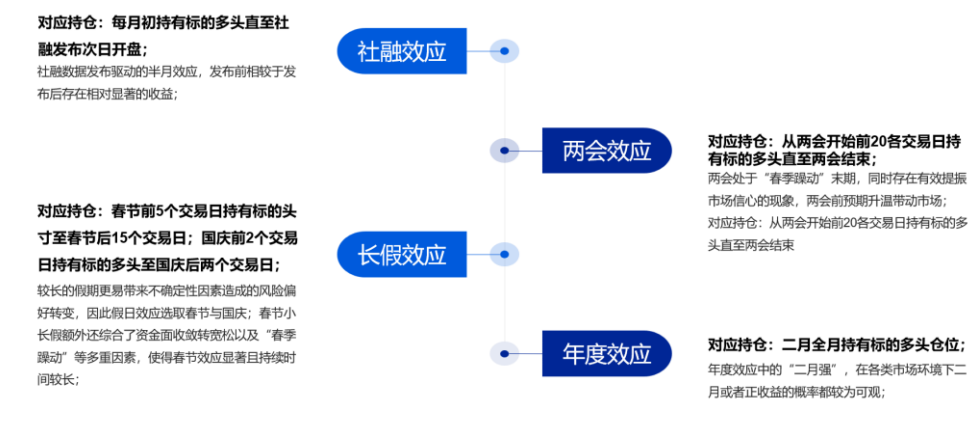 对应持仓：每月初持有标的多头直至社
融发布次日开盘；
社融数据发布驱动的半月效应，发布前相较于发
布后存在相对显著的收益；
社融效应
两会效应
对应持仓：从两会开始前20各交易日持
有标的多头直至两会结束；
两会处于“春季躁动”末期，同时存在有效提振
市场信心的现象，两会前预期升温带动市场；
对应持仓：从两会开始前20各交易日持有标的多
头直至两会结束
对应持仓：春节前5个交易日持有标的头
寸至春节后15个交易日；国庆前2个交易
日持有标的多头至国庆后两个交易日；
较长的假期更易带来不确定性因素造成的风险偏
好转变，因此假日效应选取春节与国庆；春节小
长假额外还综合了资金面收敛转宽松以及“春季
躁动”等多重因素，使得春节效应显著且持续时
间较长；
长假效应
年度效应
对应持仓：二月全月持有标的多头仓位；
年度效应中的“二月强”，在各类市场环境下二
月或者正收益的概率都较为可观；